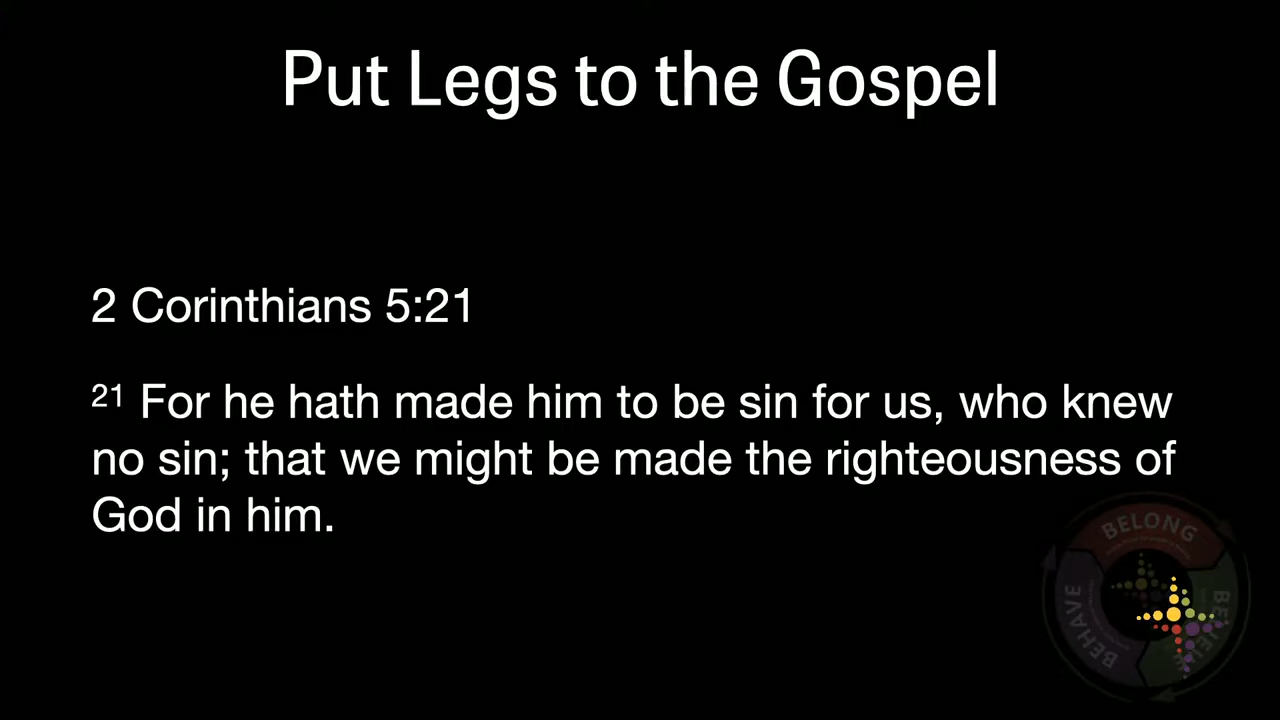 Put Legs to the Gospel
2 Corinthians 5:21
21 For he hath made him to be sin for us, who knew
no sin; that we might be made the righteousness of
God in him.
BELONG
BEHAVE